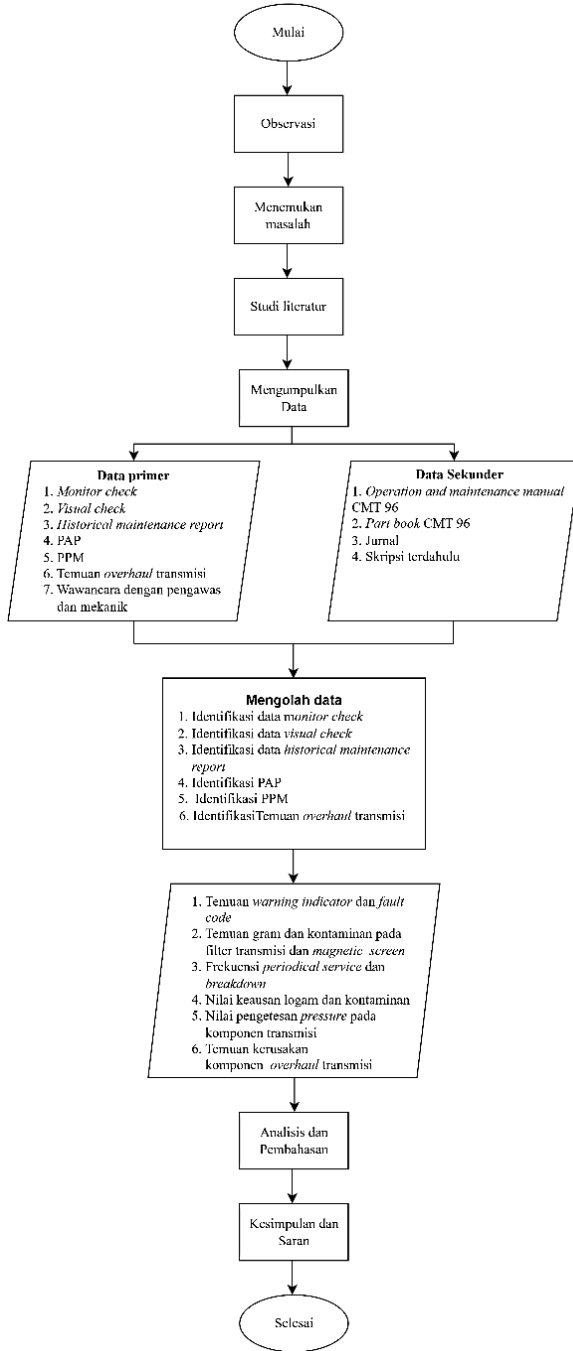 Mulai
Observasi
Menemukan
masalah
Studi literatur
Mengumpulkan
Data
Data primer
1. Monitor check
2. Visual check
3. Historical maintenance report
4. PAP
5. PPM
6. Temuan overhaul transmisi
7. Wawancara dengan pengawas
dan mekanik
Data Sekunder
1. Operation and maintenance manual
CMT 96
2. Part book CMT 96
3. Jurnal
4. Skripsi terdahulu
Mengolah data
1. Identifikasi data monitor check
2. Identifikasi data visual check
3. Identifikasi data historical maintenance
report
4. Identifikasi PAP
5. Identifikasi PPM
6. IdentifikasiTemuan overhaul transmisi
1. Temuan warning indicator dan fault
code
2. Temuan gram dan kontaminan pada
filter transmisi dan magnetic screen
3. Frekuensi periodical service dan
breakdown
4. Nilai keausan logam dan kontaminan
5. Nilai pengetesan pressure pada
komponen transmisi
6. Temuan kerusakan
komponen overhaul transmisi
Analisis dan
Pembahasan
Kesimpulan dan
Saran
Selesai